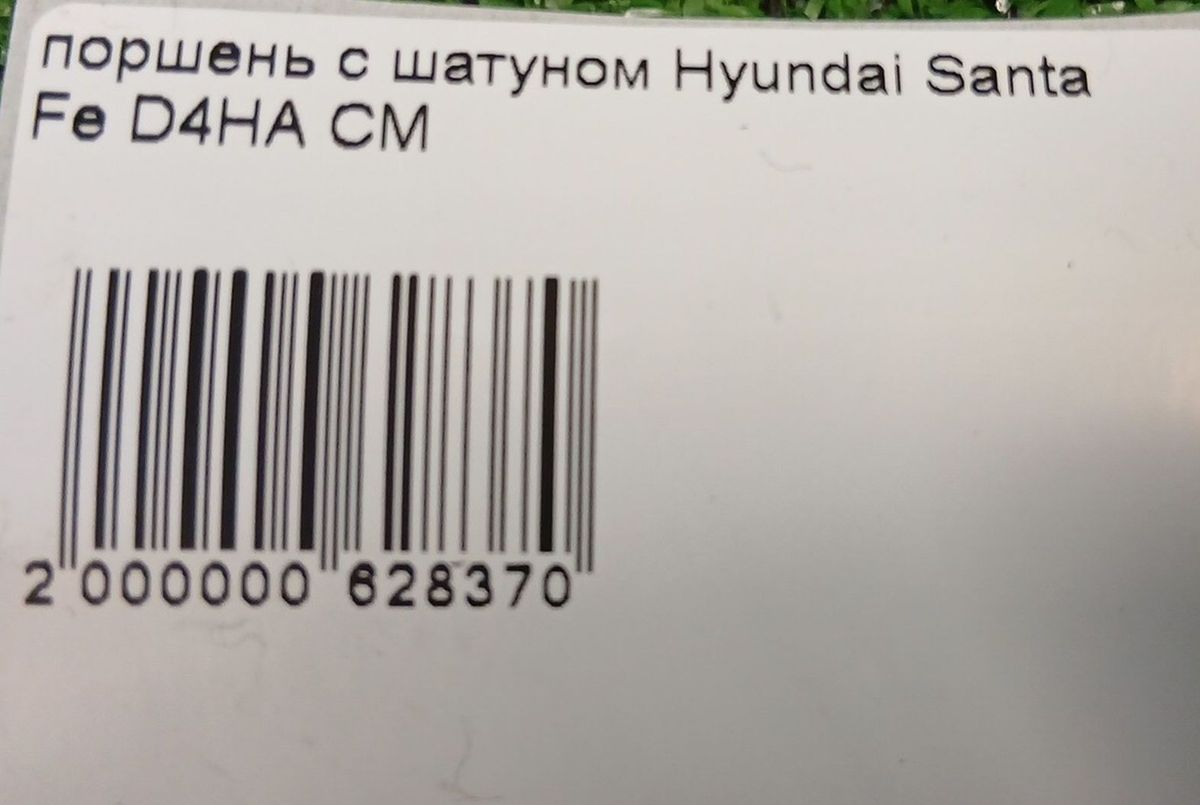 поршень с шатуном Hyundai Santa
Fe D4HA CM
2 000000 628370